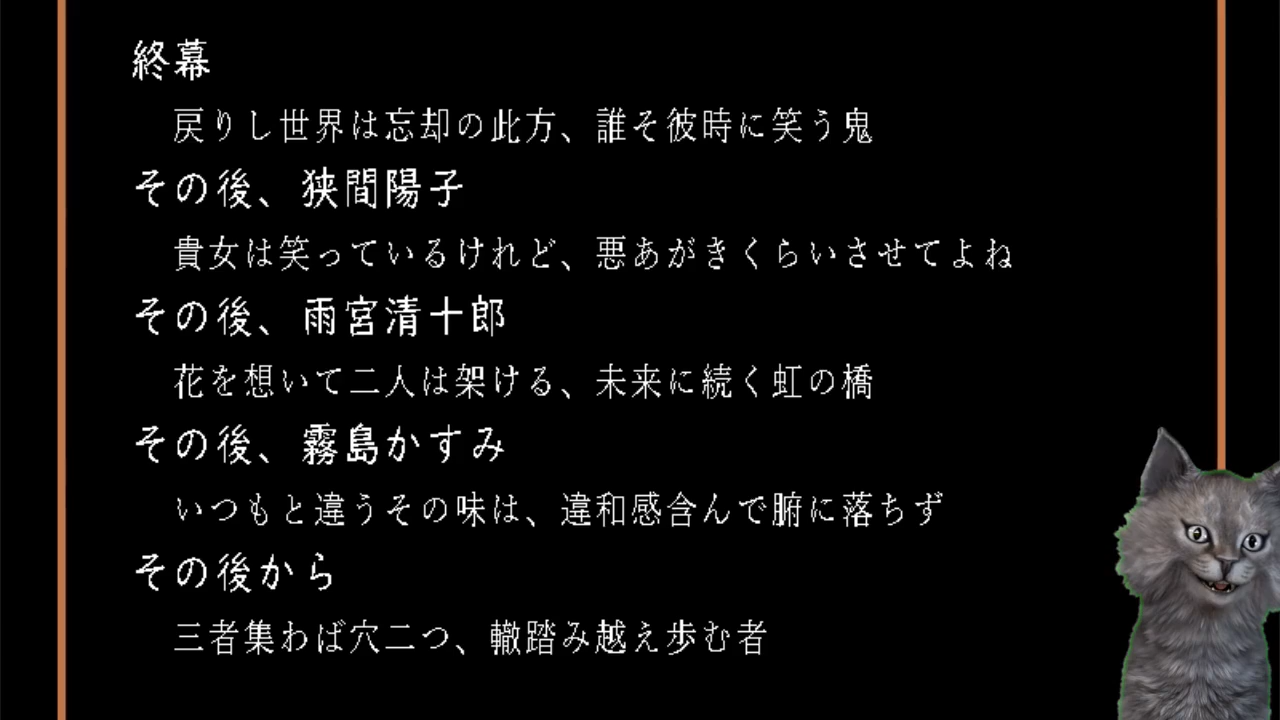 終幕
戻りし世界は忘却の此方、誰そ彼時に笑う鬼
その後、狭間陽子
貴女は笑っているけれど、悪あがきくらいさせてよね
その後、雨宮清十郎
花を想いて二人は架ける、未来に続く虹の橋
その後、霧島かすみ
いつもと違うその味は、違和感含んで腑に落ちず
その後から
三者集わば穴二つ、轍踏み越え歩む者